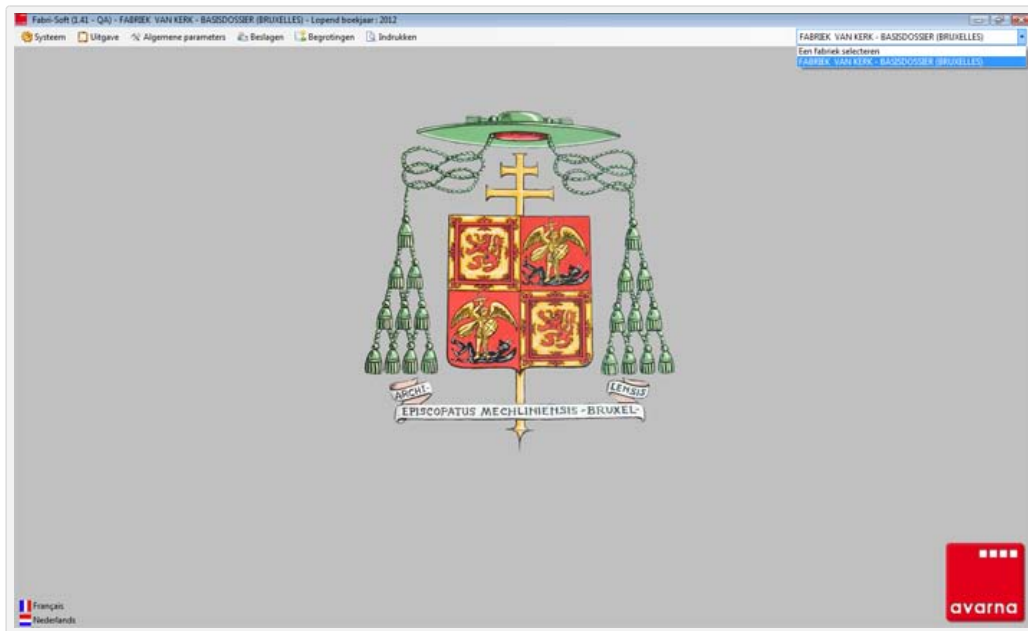 Fabri-Soft (1.41 - QA) - FABRIEK VAN KERK - BASISDOSSIER (BRUXELLES) - Lopend boekjaar : 2012
Systeem Uitgave Algemene parameters Beslagen Begrotingen Indrukken
FABRIEK VAN KERK - BASISDOSSIER (BRUXELLES)
Een fabriek selecteren
FABRIEK VAN KERK - BASISDOSSIER (BRUXELLES)
ARCHI-
EPISCOPATUS MECHLINIENSIS - BRUXEL-
LENSIS
avarna
Français
Nederlands